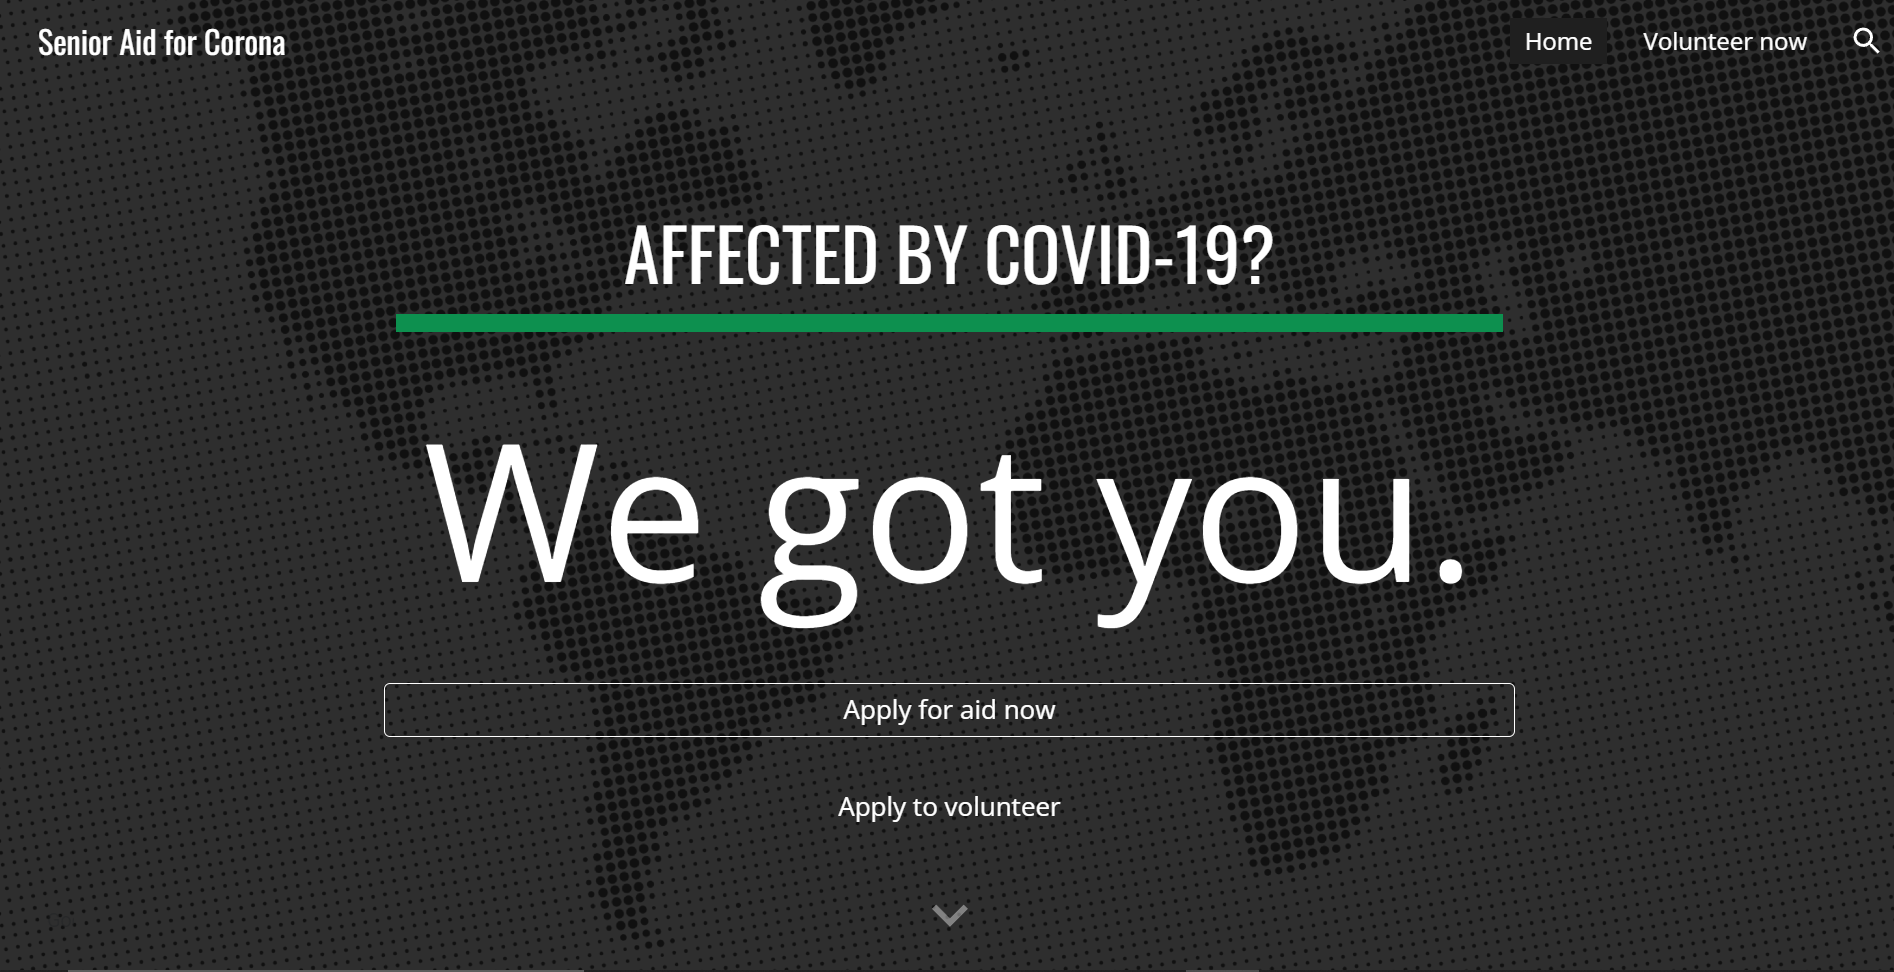 Senior Aid for Corona
Home
Volunteer now
AFFECTED BY COVID-19?
We got you.
Apply for aid now
Apply to volunteer